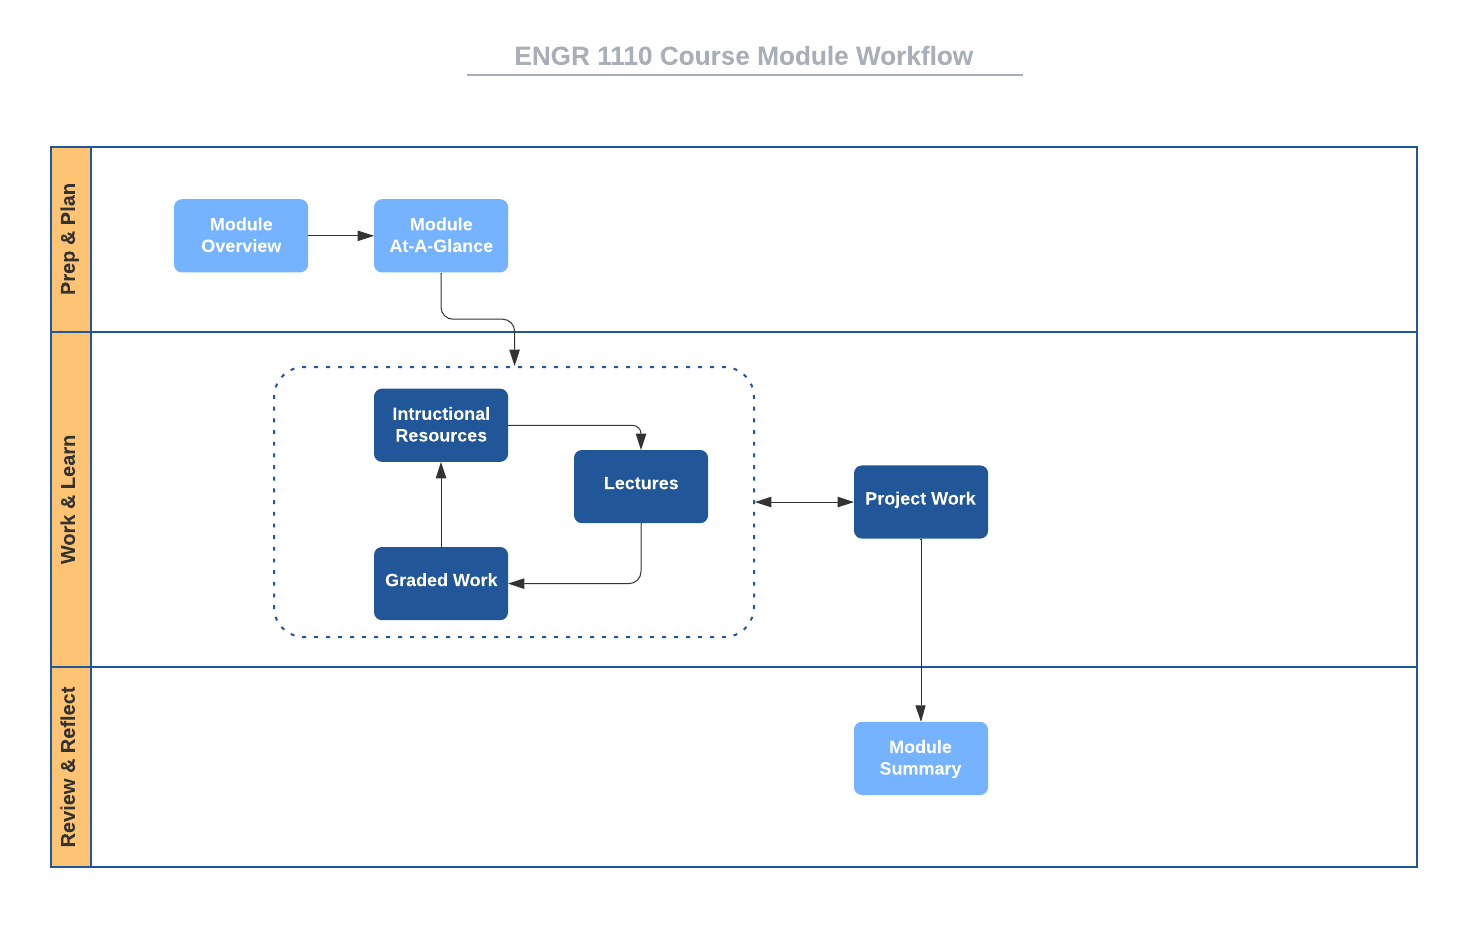 ENGR 1110 Course Module Workflow
Prep & Plan
Module
Overview
Module
At-A-Glance
Work & Learn
Intructional
Resources
Lectures
Graded Work
Project Work
Review & Reflect
Module
Summary